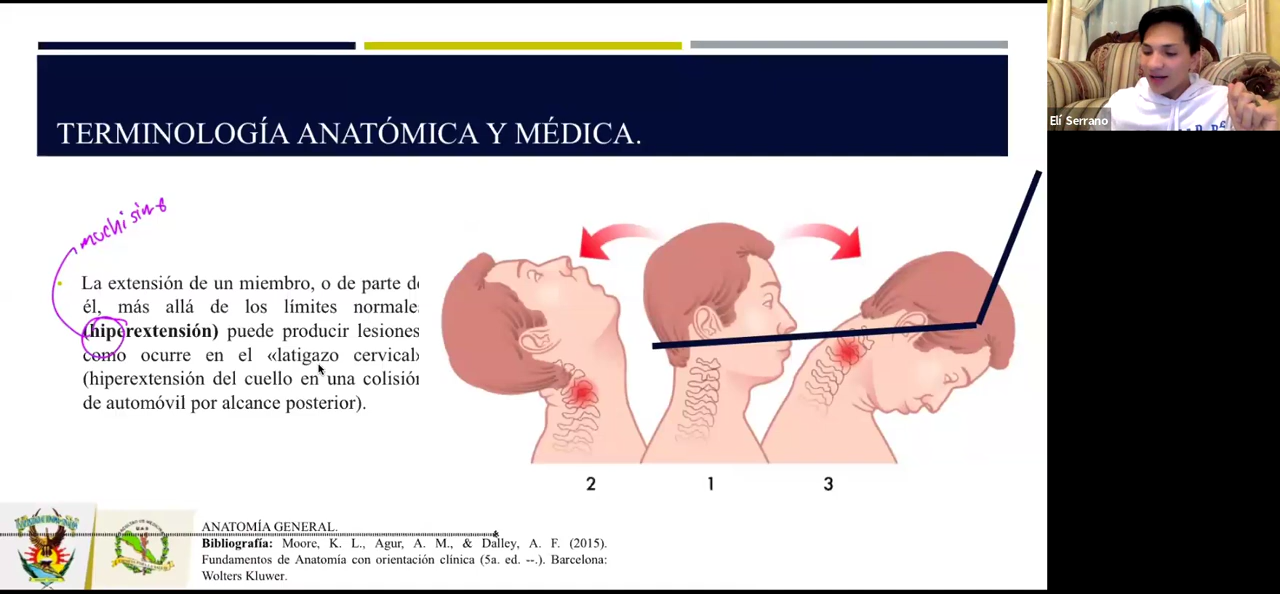 Elí Serrano
TERMINOLOGÍA ANATÓMICA Y MÉDICA.
muchisimo
La extensión de un miembro, o de parte de
él, más allá de los límites normales
(hiperextensión) puede producir lesiones
como ocurre en el «latigazo cervical»
(hiperextensión del cuello en una colisión
de automóvil por alcance posterior).
2 1 3
ANATOMÍA GENERAL.
Bibliografía: Moore, K. L., Agur, A. M., & Dalley, A. F. (2015).
Fundamentos de Anatomía con orientación clínica (5a. ed. --.). Barcelona:
Wolters Kluwer.